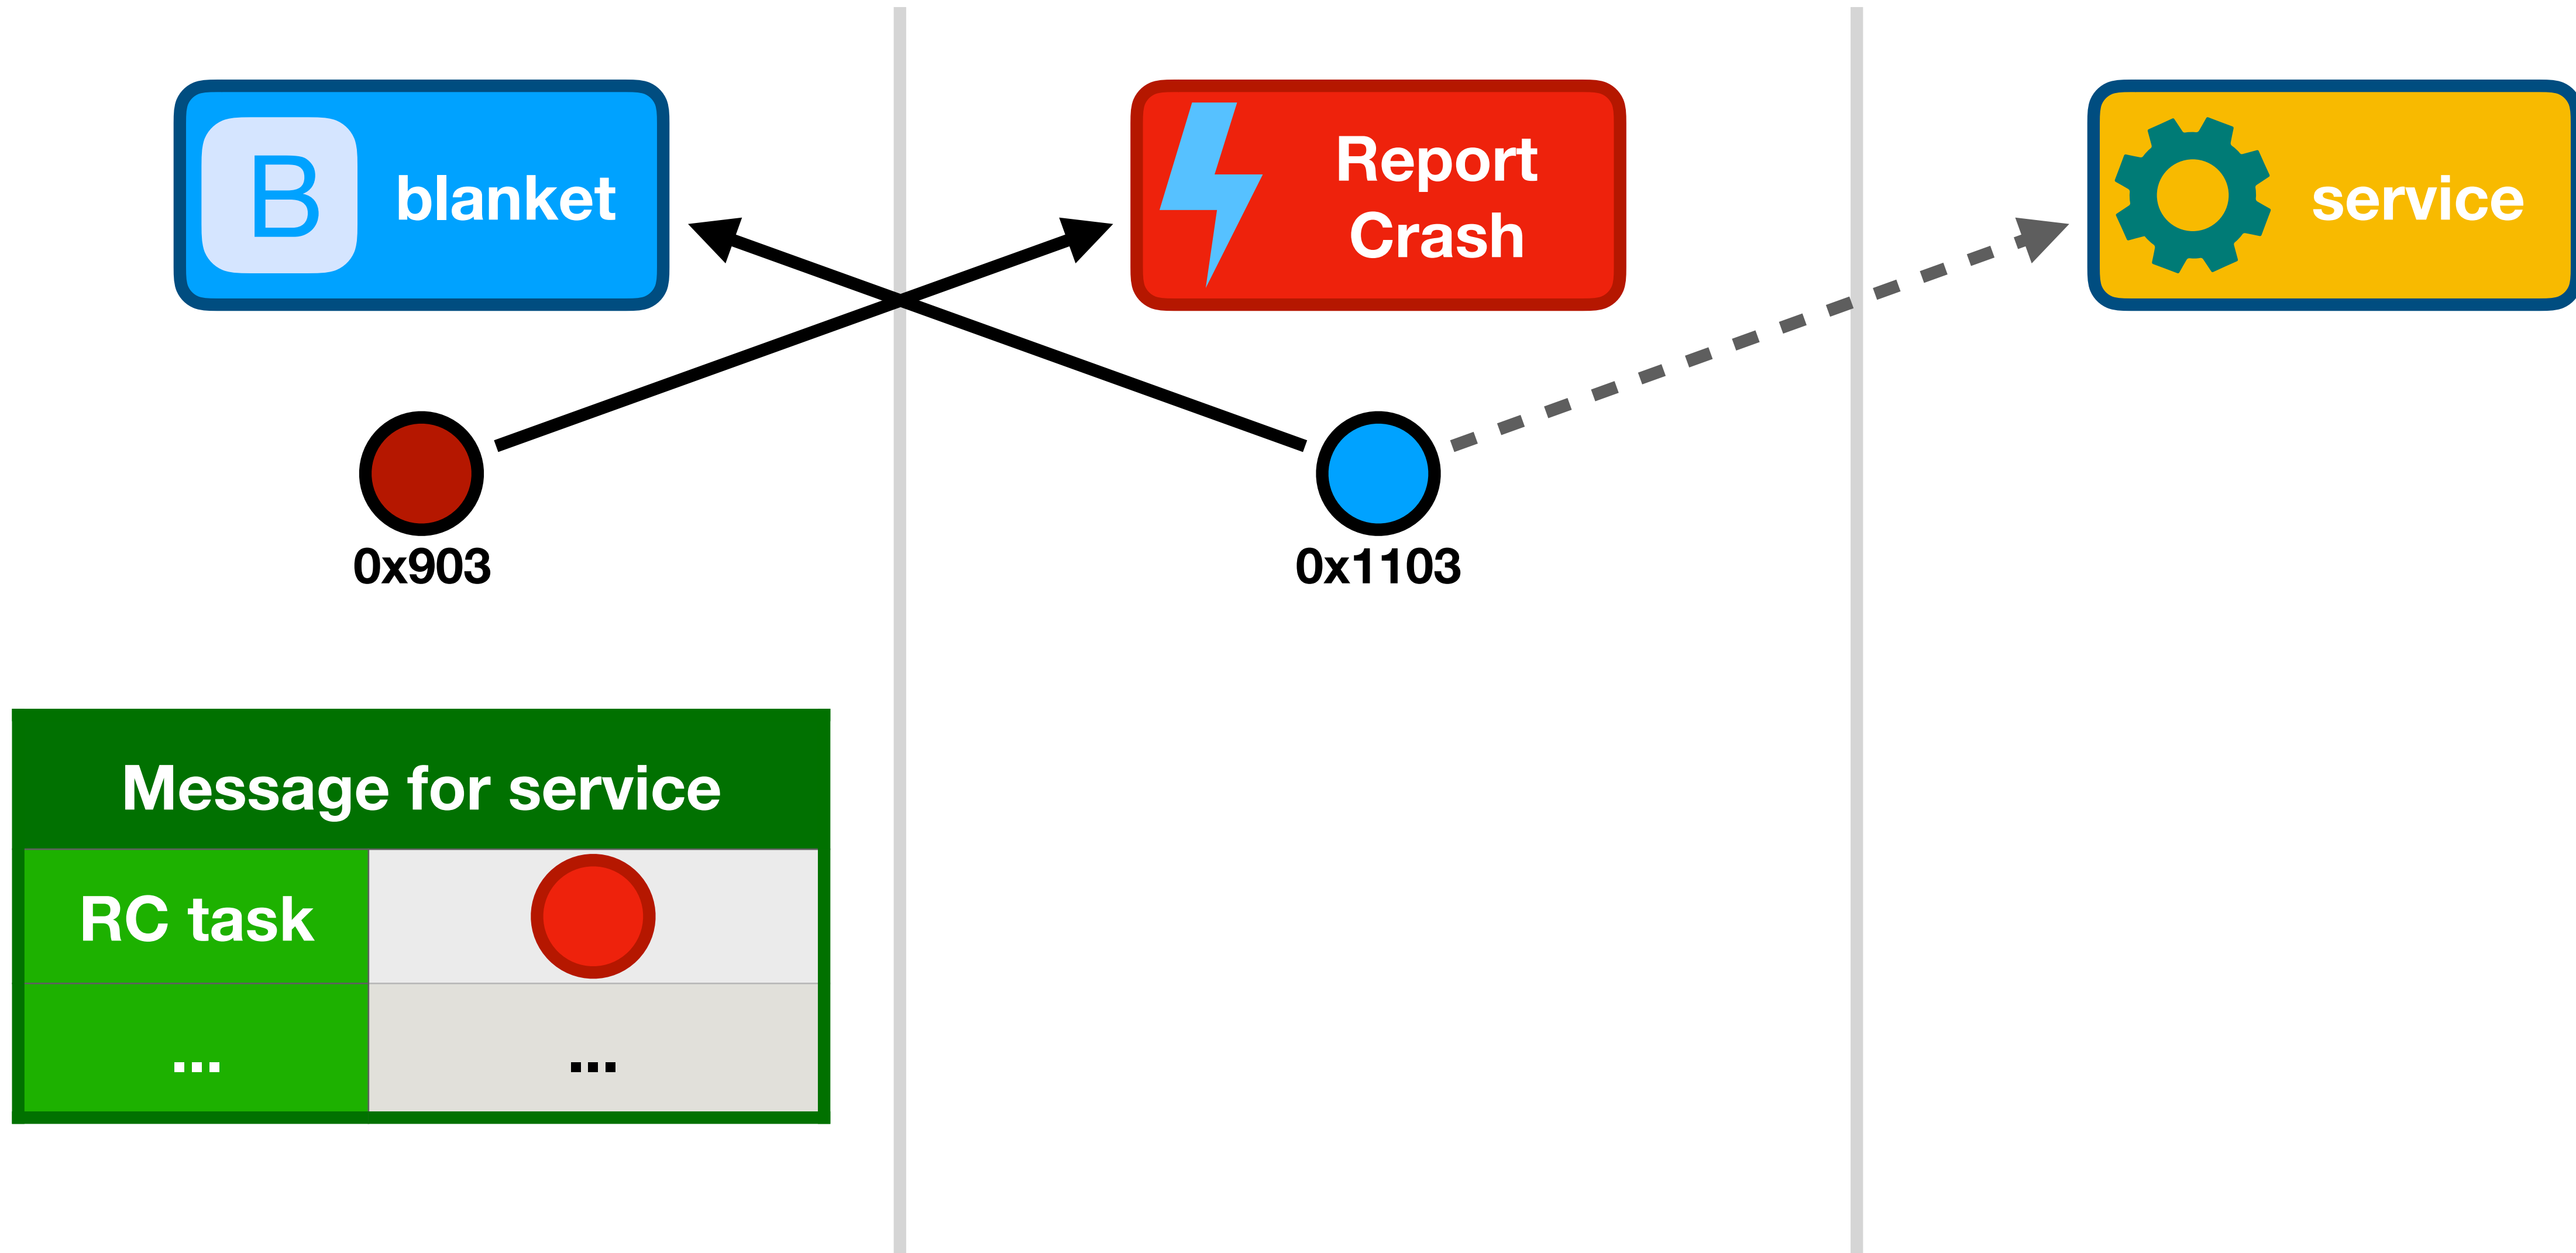 B blanket
Report
Crash
service
0x903
0x1103
Message for service
RC task
... ...